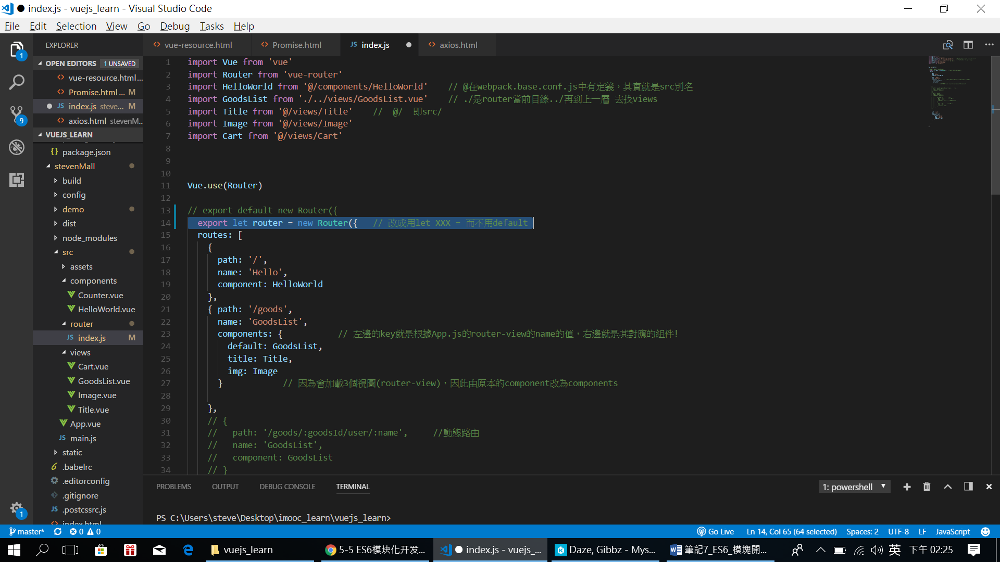 ● index.js - vuejs_learn - Visual Studio Code
File Edit Selection View Go Debug Tasks Help
EXPLORER
OPEN EDITORS 1 UNSAVED
vue-resource.html...
Promise.html ... M
● JS index.js steve... M
axios.html stevenM...
VUEJS_LEARN
{} package.json
stevenMall
build
config
demo
dist
node_modules
src
assets
components
Counter.vue
HelloWorld.vue
router
JS index.js M
views
Cart.vue
GoodsList.vue
Image.vue
Title.vue
App.vue
JS main.js
static
.babelrc
.editorconfig
.gitignore
JS .postcssrc.js
index.html
1
9
1
<> vue-resource.html <> Promise.html JS index.js ● <> axios.html
1 import Vue from 'vue'
2 import Router from 'vue-router'
3 import HelloWorld from '@/components/HelloWorld' // @在webpack.base.conf.js中有定義，其實就是src別名
4 import GoodsList from './../views/GoodsList.vue' // ./是router當前目錄../再到上一層 去找views
5 import Title from '@/views/Title' // @/ 即src/
6 import Image from '@/views/Image'
7 import Cart from '@/views/Cart'
8
9
10
11 Vue.use(Router)
12
13 // export default new Router({
14 export let router = new Router({ // 改成用let XXX = 而不用default
15 routes: [
16 {
17 path: '/',
18 name: 'Hello',
19 component: HelloWorld
20 },
21 { path: '/goods',
22 name: 'GoodsList',
23 components: { // 左邊的key就是根據App.js的router-view的name的值，右邊就是其對應的組件!
24 default: GoodsList,
25 title: Title,
26 img: Image
27 } // 因為會加載3個視圖(router-view)，因此由原本的component改為components
28
29 },
30 // {
31 // path: '/goods/:goodsId/user/:name', //動態路由
32 // name: 'GoodsList',
33 // component: GoodsList
34 // }
PROBLEMS OUTPUT DEBUG CONSOLE TERMINAL 1: powershell
PS C:\Users\steve\Desktop\imooc_learn\vuejs_learn>
master* 0 0 Go Live Ln 14, Col 65 (64 selected) Spaces: 2 UTF-8 LF JavaScript
vuejs_learn 5-5 ES6模块化开发... ● index.js - vuejs_... Daze, Gibbz - Mys... 筆記7_ES6_模塊開... 英 下午 02:25